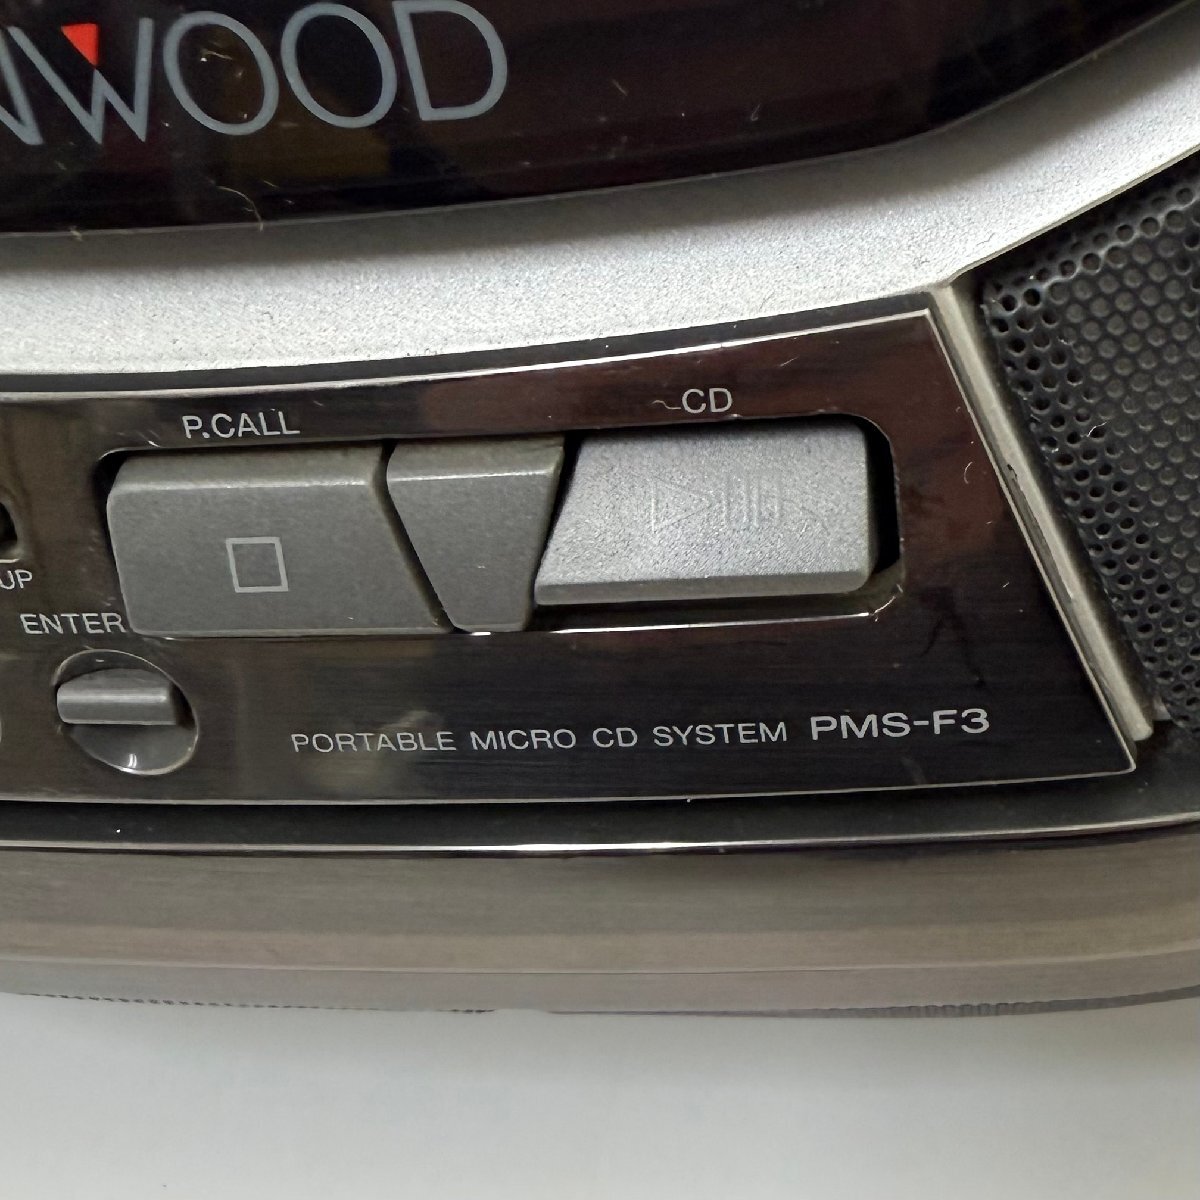 NWOOD
P.CALL
CD
UP
ENTER
PORTABLE MICRO CD SYSTEM PMS-F3